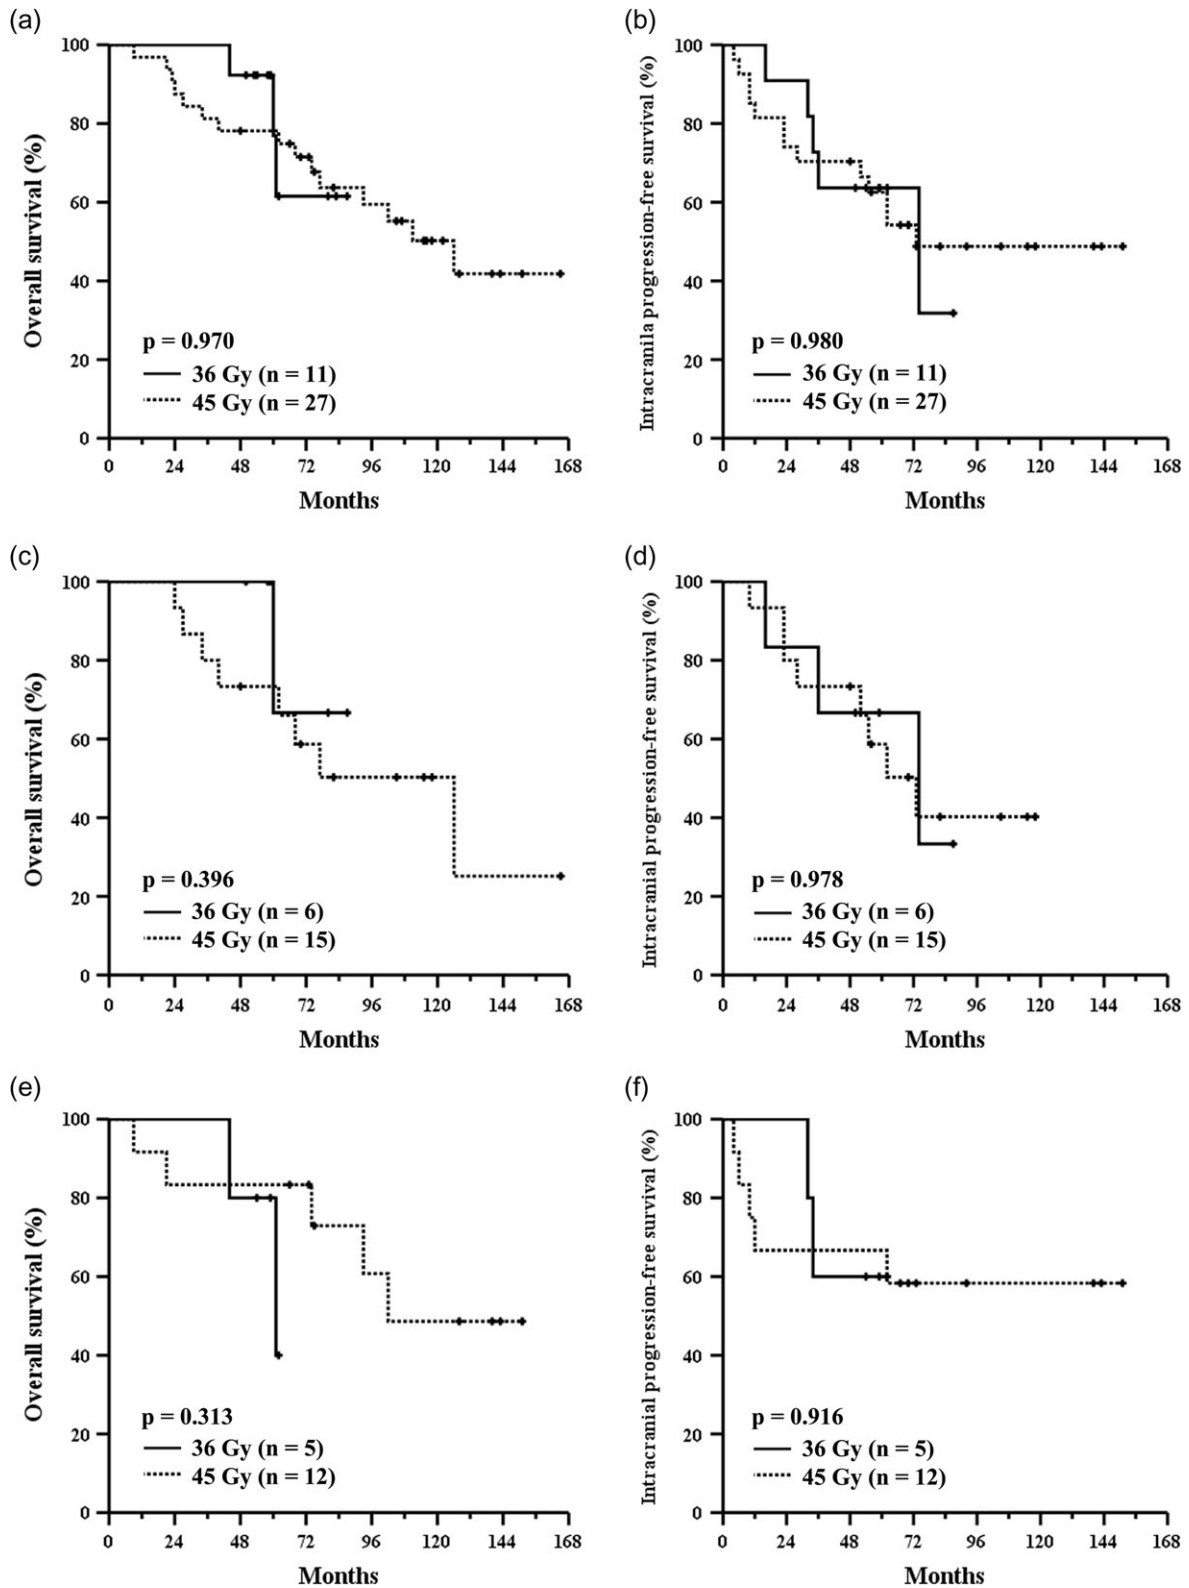 (a)
Overall survival (%)
100
80
60
40
20
0
p = 0.970
36 Gy (n = 11)
45 Gy (n = 27)
0 24 48 72 96 120 144 168
Months
(b)
Intracranila progression-free survival (%)
100
80
60
40
20
0
p = 0.980
36 Gy (n = 11)
45 Gy (n = 27)
0 24 48 72 96 120 144 168
Months
(c)
Overall survival (%)
100
80
60
40
20
0
p = 0.396
36 Gy (n = 6)
45 Gy (n = 15)
0 24 48 72 96 120 144 168
Months
(d)
Intracranial progression-free survival (%)
100
80
60
40
20
0
p = 0.978
36 Gy (n = 6)
45 Gy (n = 15)
0 24 48 72 96 120 144 168
Months
(e)
Overall survival (%)
100
80
60
40
20
0
p = 0.313
36 Gy (n = 5)
45 Gy (n = 12)
0 24 48 72 96 120 144 168
Months
(f)
Intracranial progression-free survival (%)
100
80
60
40
20
0
p = 0.916
36 Gy (n = 5)
45 Gy (n = 12)
0 24 48 72 96 120 144 168
Months